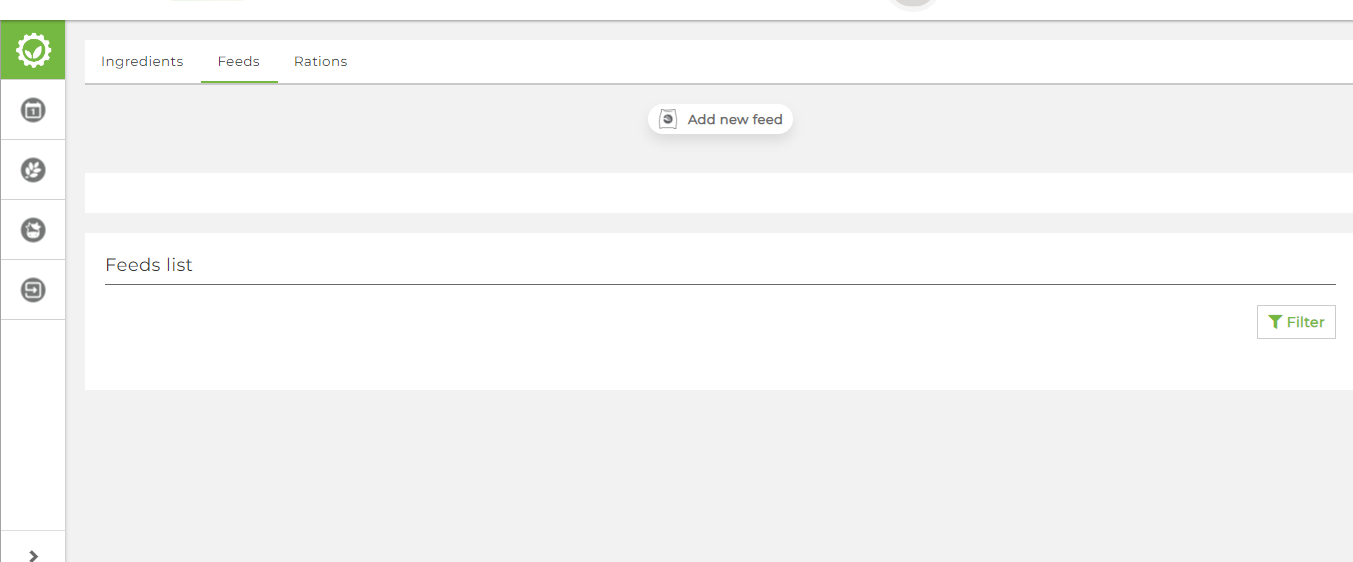 Ingredients Feeds Rations
Add new feed
Feeds list
Filter